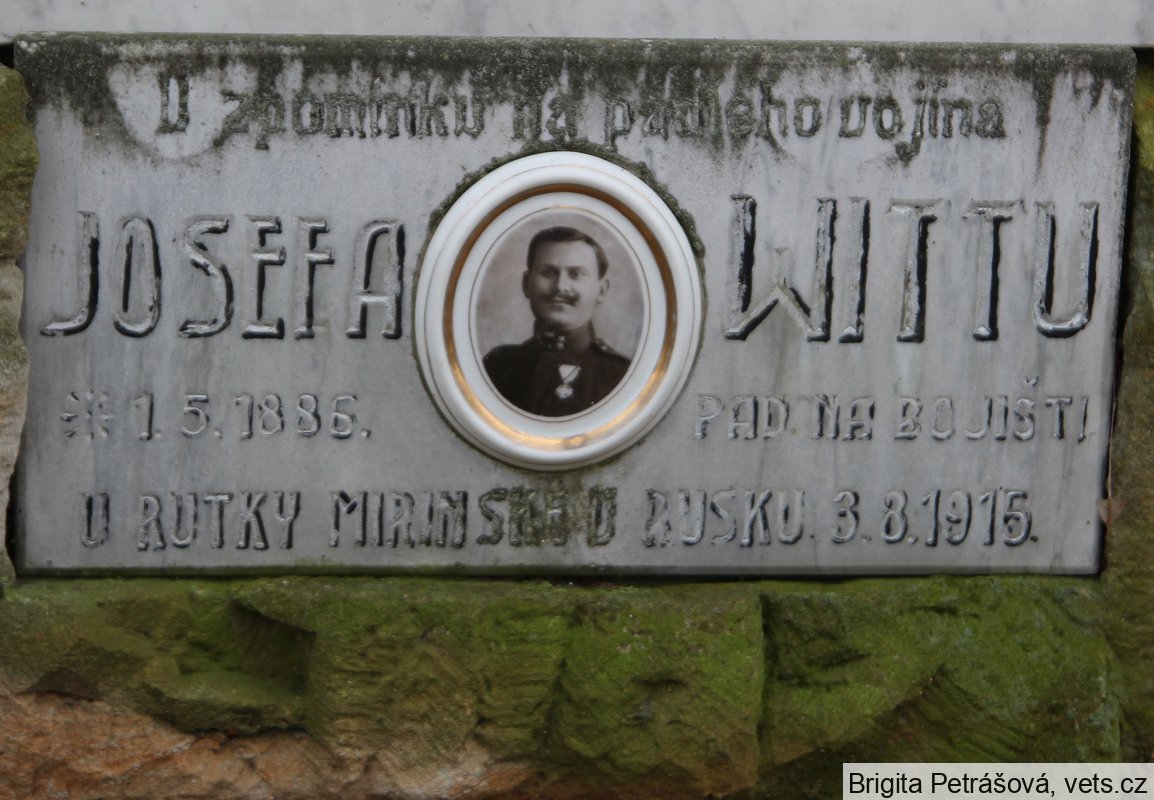 V zpomínku na padlého vojína
JOSEFA WITTU
* 1.5.1886. PAD. NA BOJIŠTI
U RUTKY MIRINSKÉ V RUSKU 3.8.1915.
Brigita Petrášová, vets.cz